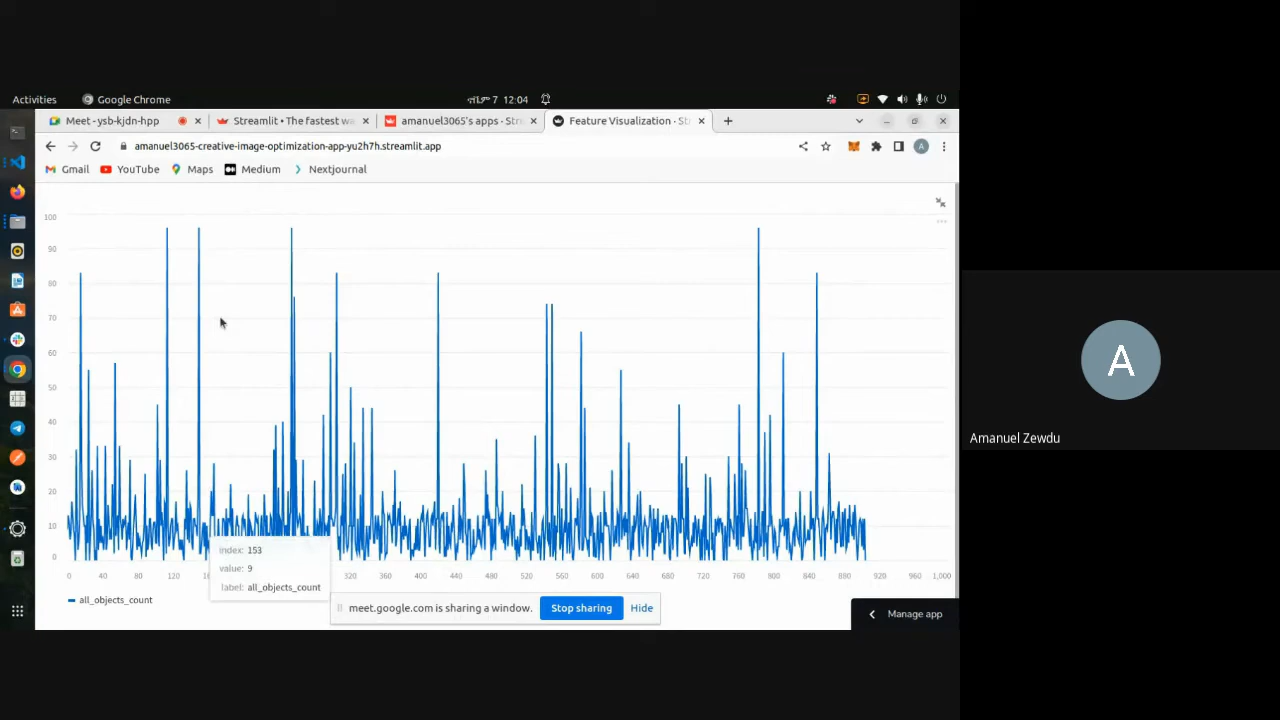 Activities
Google Chrome
ኖቬም 7 12:04
Meet - ysb-kjdn-hpp
Streamlit • The fastest wa
amanuel3065's apps · Str
Feature Visualization · St
amanuel3065-creative-image-optimization-app-yu2h7h.streamlit.app
A
Gmail
YouTube
Maps
Medium
Nextjournal
100
90
80
70
60
50
40
30
20
10
0
index: 153
value: 9
label: all_objects_count
0 40 80 120 320 360 400 440 480 520 560 600 640 680 720 760 800 840 880 920 960 1,000
all_objects_count
meet.google.com is sharing a window.
Stop sharing
Hide
Manage app
A
Amanuel Zewdu